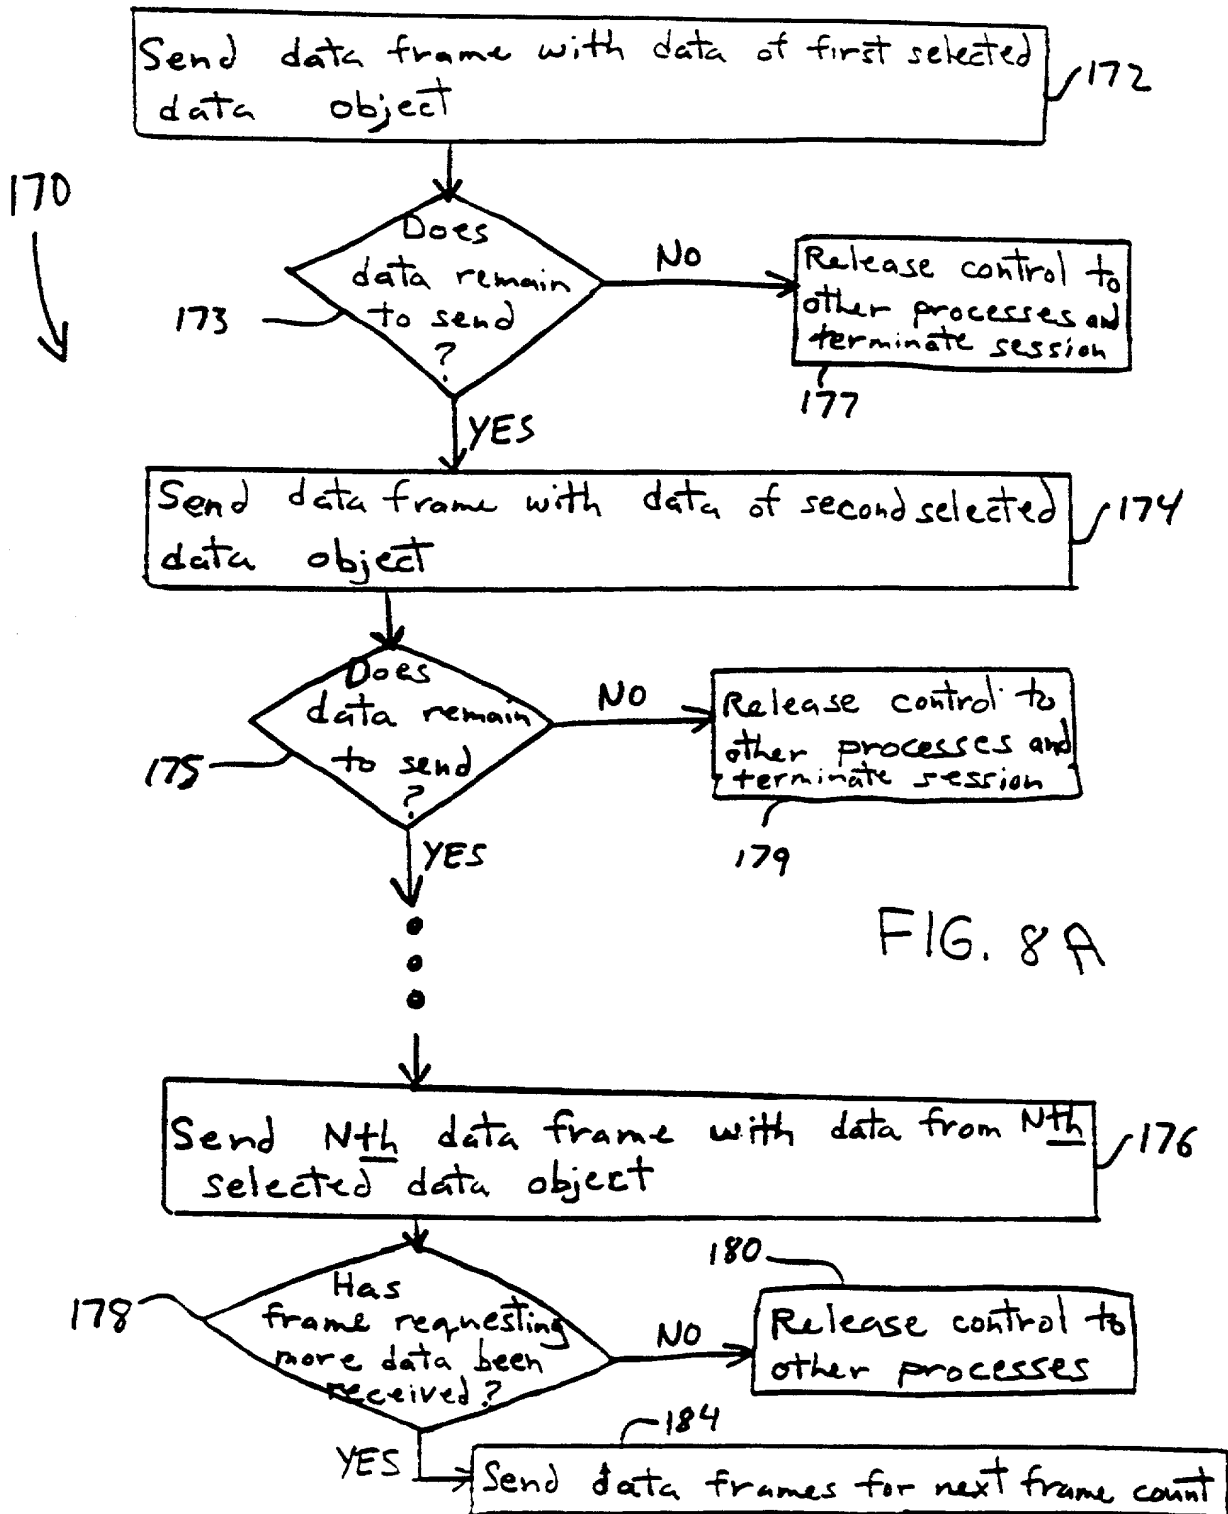 Send data frame with data of first selected
data object
172
170
Does
data remain
to send
?
173
NO
Release control to
other processes and
terminate session
177
YES
Send data frame with data of second selected
data object
174
Does
data remain
to send
?
175
NO
Release control to
other processes and
terminate session
179
YES
FIG. 8A
Send Nth data frame with data from Nth
selected data object
176
178
Has
frame requesting
more data been
received?
NO
180
Release control to
other processes
YES
184
Send data frames for next frame count